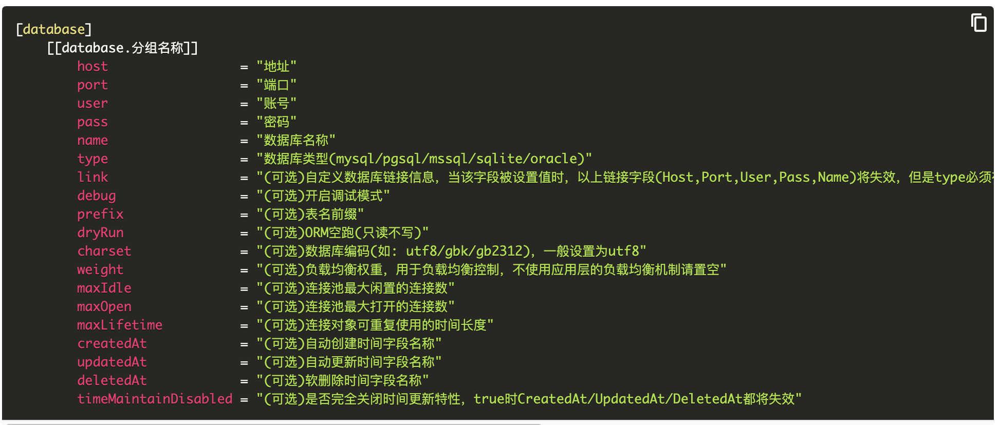 [database]
[[database.分组名称]]
host = "地址"
port = "端口"
user = "账号"
pass = "密码"
name = "数据库名称"
type = "数据库类型(mysql/pgsql/mssql/sqlite/oracle)"
link = "(可选)自定义数据库链接信息，当该字段被设置值时，以上链接字段(Host,Port,User,Pass,Name)将失效，但是type必须
debug = "(可选)开启调试模式"
prefix = "(可选)表名前缀"
dryRun = "(可选)ORM空跑(只读不写)"
charset = "(可选)数据库编码(如: utf8/gbk/gb2312)，一般设置为utf8"
weight = "(可选)负载均衡权重，用于负载均衡控制，不使用应用层的负载均衡机制请置空"
maxIdle = "(可选)连接池最大闲置的连接数"
maxOpen = "(可选)连接池最大打开的连接数"
maxLifetime = "(可选)连接对象可重复使用的时间长度"
createdAt = "(可选)自动创建时间字段名称"
updatedAt = "(可选)自动更新时间字段名称"
deletedAt = "(可选)软删除时间字段名称"
timeMaintainDisabled = "(可选)是否完全关闭时间更新特性，true时CreatedAt/UpdatedAt/DeletedAt都将失效"